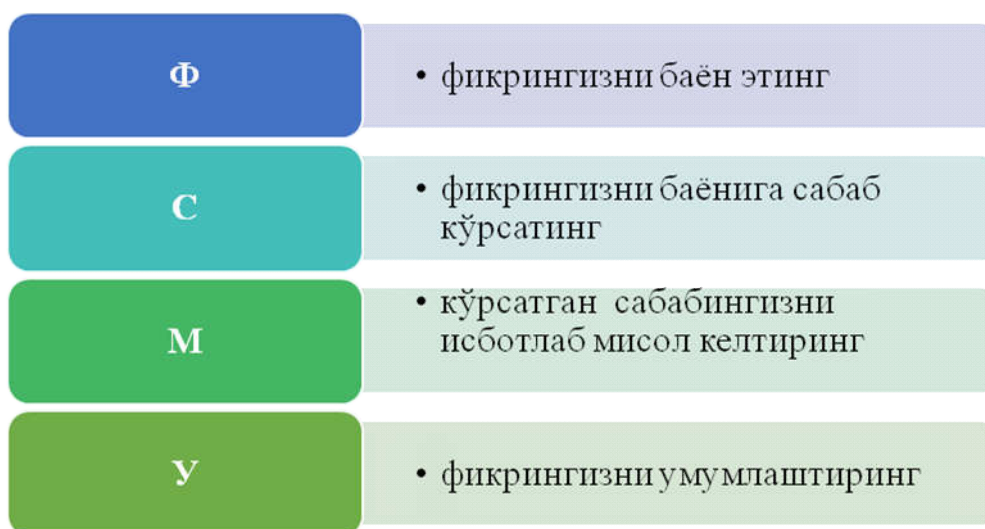 Ф
• фикрингизни баён этинг
С
• фикрингизни баёнига сабаб
кўрсатинг
М
• кўрсатган сабабингизни
исботлаб мисол келтиринг
У
• фикрингизни умумлаштиринг